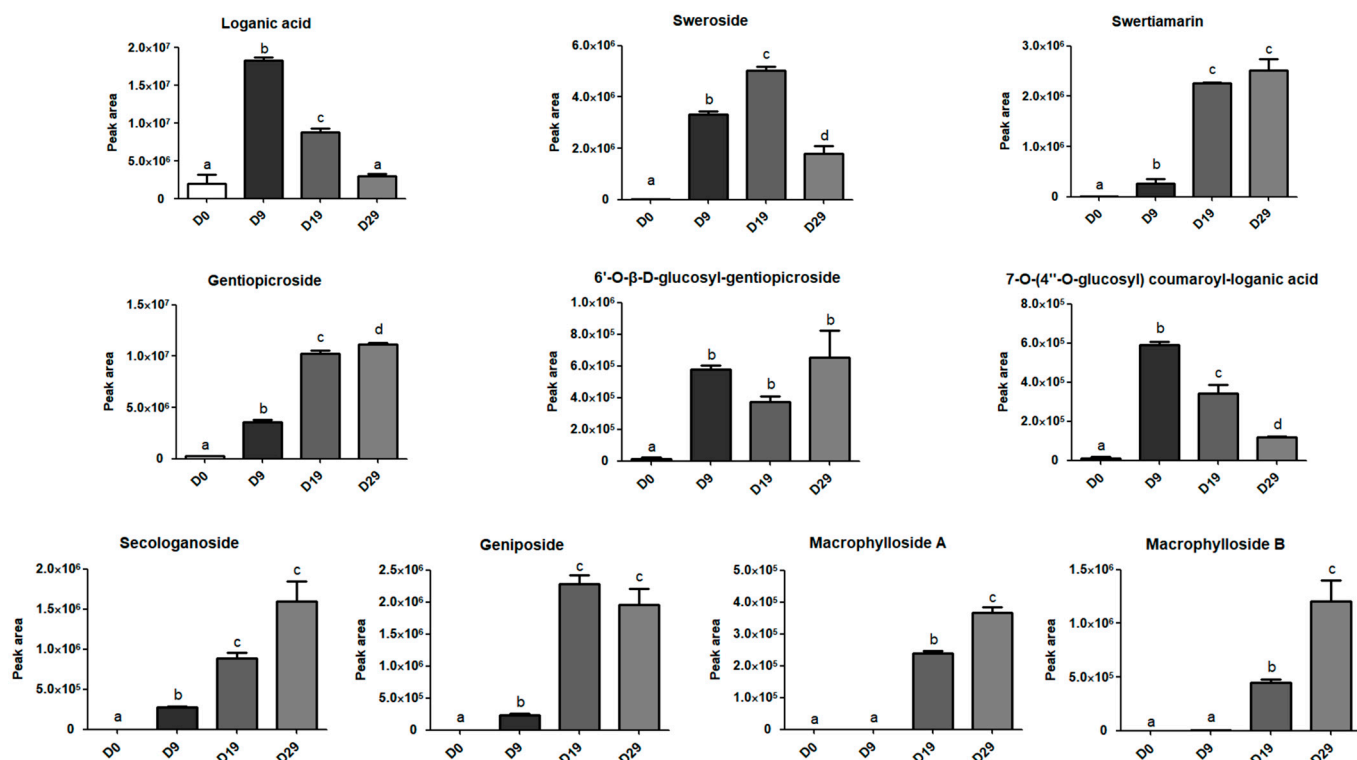 Loganic acid
Peak area
2.0×10⁷
1.5×10⁷
1.0×10⁷
5.0×10⁶
0
a
b
c
a
D0
D9
D19
D29
Sweroside
Peak area
6.0×10⁶
4.0×10⁶
2.0×10⁶
0
a
b
c
d
D0
D9
D19
D29
Swertiamarin
Peak area
3.0×10⁶
2.0×10⁶
1.0×10⁶
0
a
b
c
c
D0
D9
D19
D29
Gentiopicroside
Peak area
1.5×10⁷
1.0×10⁷
5.0×10⁶
0
a
b
c
d
D0
D9
D19
D29
6'-O-β-D-glucosyl-gentiopicroside
Peak area
1.0×10⁶
8.0×10⁵
6.0×10⁵
4.0×10⁵
2.0×10⁵
0
a
b
b
b
D0
D9
D19
D29
7-O-(4''-O-glucosyl) coumaroyl-loganic acid
Peak area
8.0×10⁵
6.0×10⁵
4.0×10⁵
2.0×10⁵
0
a
b
c
d
D0
D9
D19
D29
Secologanoside
Peak area
2.0×10⁶
1.5×10⁶
1.0×10⁶
5.0×10⁵
0
a
b
c
c
D0
D9
D19
D29
Geniposide
Peak area
2.5×10⁶
2.0×10⁶
1.5×10⁶
1.0×10⁶
5.0×10⁵
0
a
b
c
c
D0
D9
D19
D29
Macrophylloside A
Peak area
5.0×10⁵
4.0×10⁵
3.0×10⁵
2.0×10⁵
1.0×10⁵
0
a
a
b
c
D0
D9
D19
D29
Macrophylloside B
Peak area
1.5×10⁶
1.0×10⁶
5.0×10⁵
0
a
a
b
c
D0
D9
D19
D29